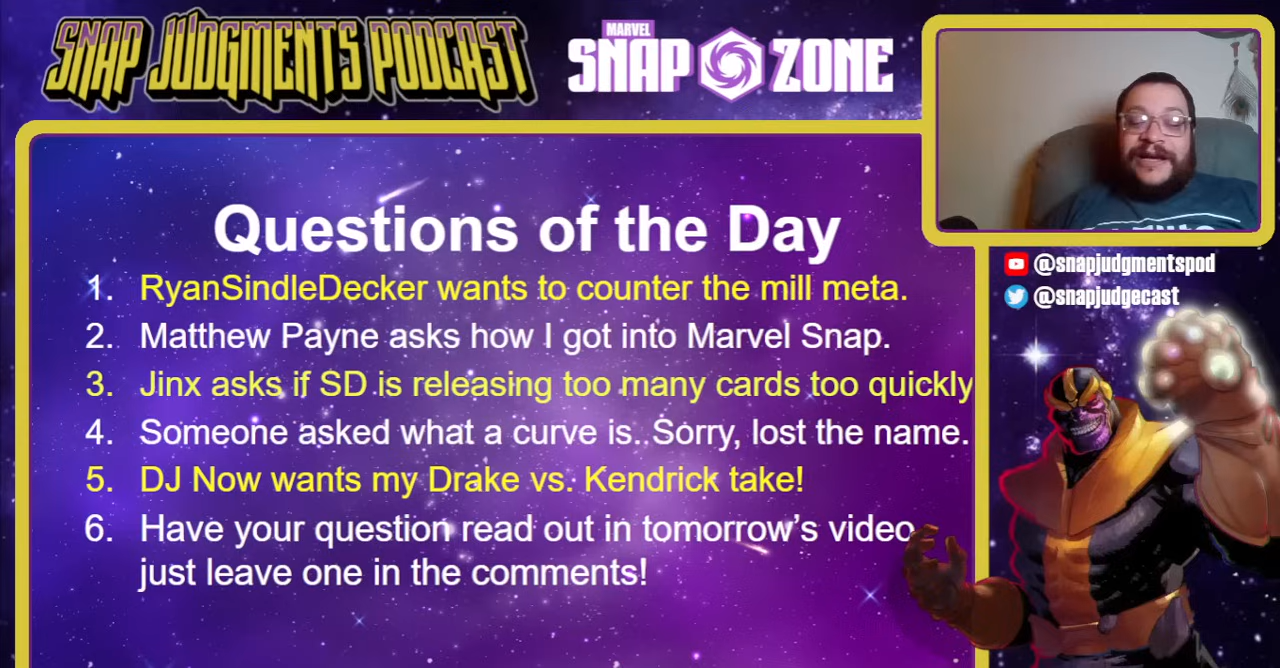 SNAP JUDGMENTS PODCAST
MARVEL
SNAP ZONE
Questions of the Day
1. RyanSindleDecker wants to counter the mill meta.
2. Matthew Payne asks how I got into Marvel Snap.
3. Jinx asks if SD is releasing too many cards too quickly
4. Someone asked what a curve is..Sorry, lost the name.
5. DJ Now wants my Drake vs. Kendrick take!
6. Have your question read out in tomorrow's video
just leave one in the comments!
@snapjudgmentspod
@snapjudgecast